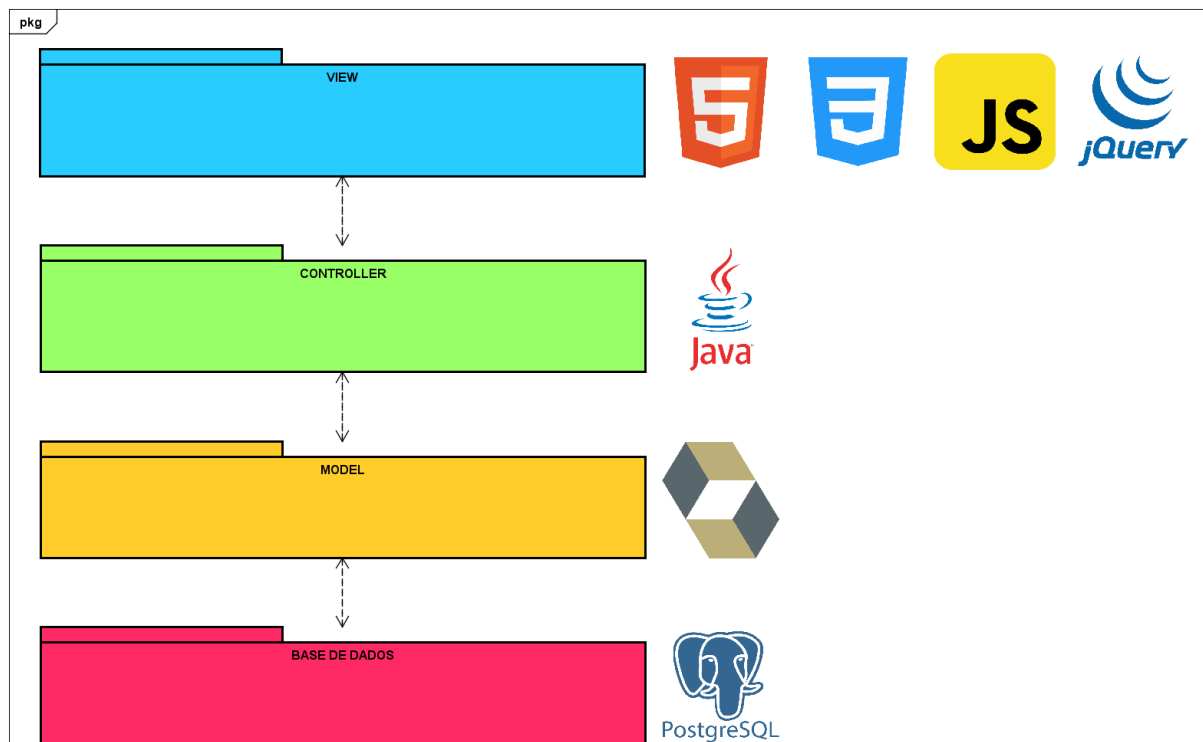 pkg
VIEW
5
3
JS
jQuery
CONTROLLER
Java
MODEL
BASE DE DADOS
PostgreSQL